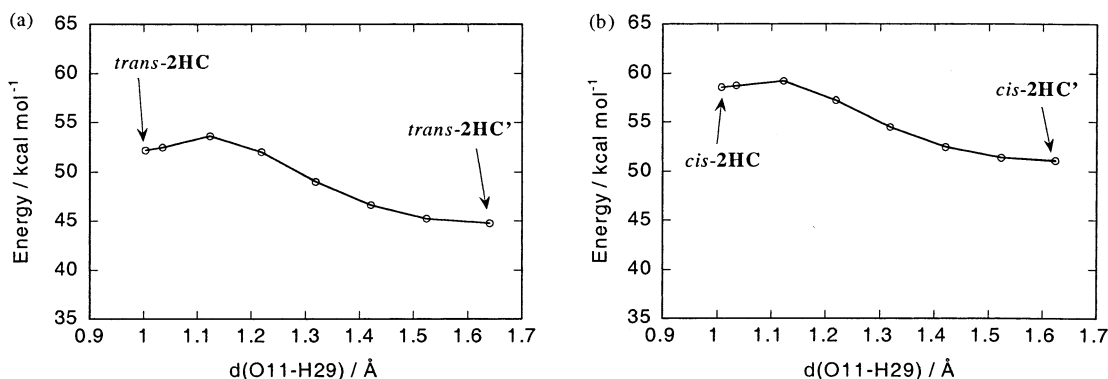 (a)
65
60
55
50
45
40
35
Energy / kcal mol⁻¹
trans-2HC
trans-2HC’
0.9 1 1.1 1.2 1.3 1.4 1.5 1.6 1.7
d(O11-H29) / Å
(b)
65
60
55
50
45
40
35
Energy / kcal mol⁻¹
cis-2HC’
cis-2HC
0.9 1 1.1 1.2 1.3 1.4 1.5 1.6 1.7
d(O11-H29) / Å